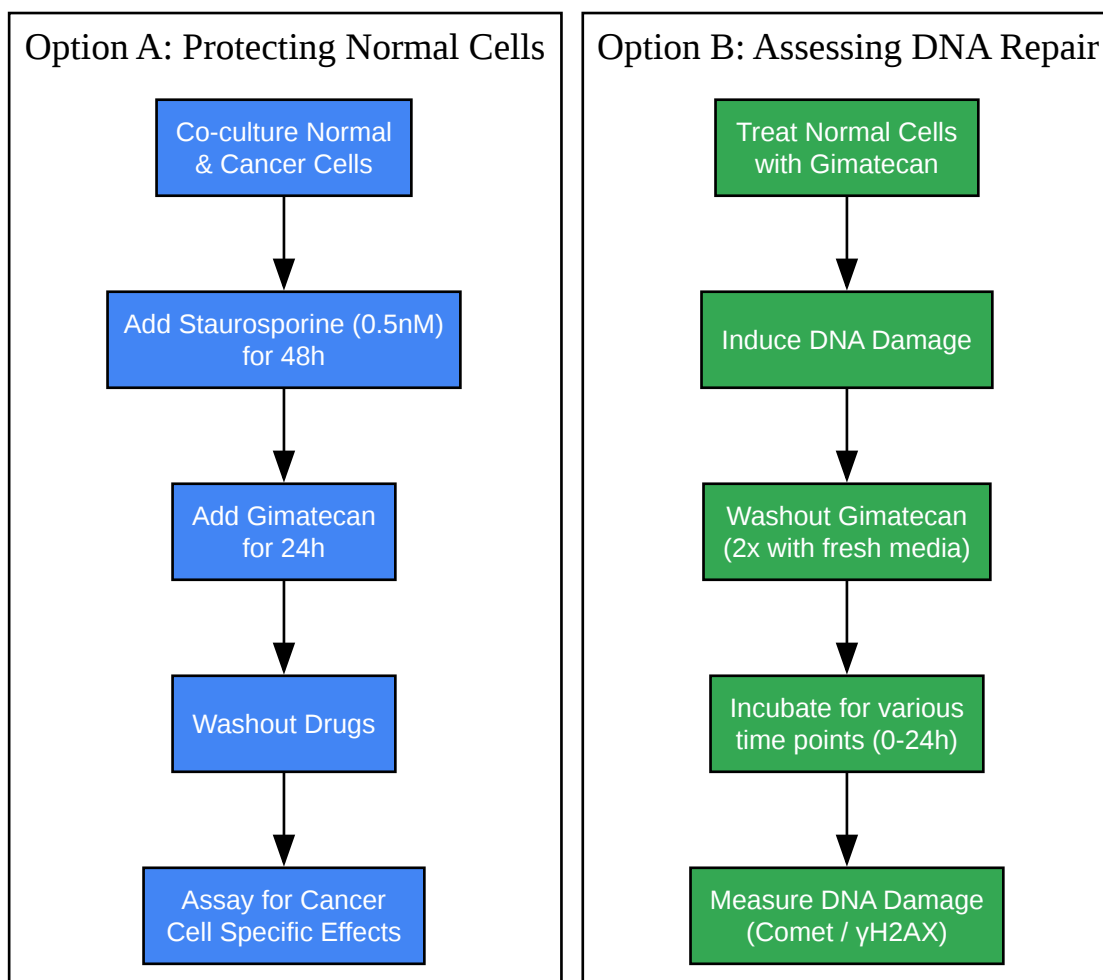 Option A: Protecting Normal Cells
Co-culture Normal
& Cancer Cells
Add Staurosporine (0.5nM)
for 48h
Add Gimatecan
for 24h
Washout Drugs
Assay for Cancer
Cell Specific Effects
Option B: Assessing DNA Repair
Treat Normal Cells
with Gimatecan
Induce DNA Damage
Washout Gimatecan
(2x with fresh media)
Incubate for various
time points (0-24h)
Measure DNA Damage
(Comet / γH2AX)